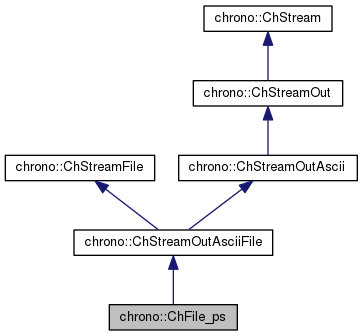 chrono::ChStream
chrono::ChStreamOut
chrono::ChStreamFile
chrono::ChStreamOutAscii
chrono::ChStreamOutAsciiFile
chrono::ChFile_ps